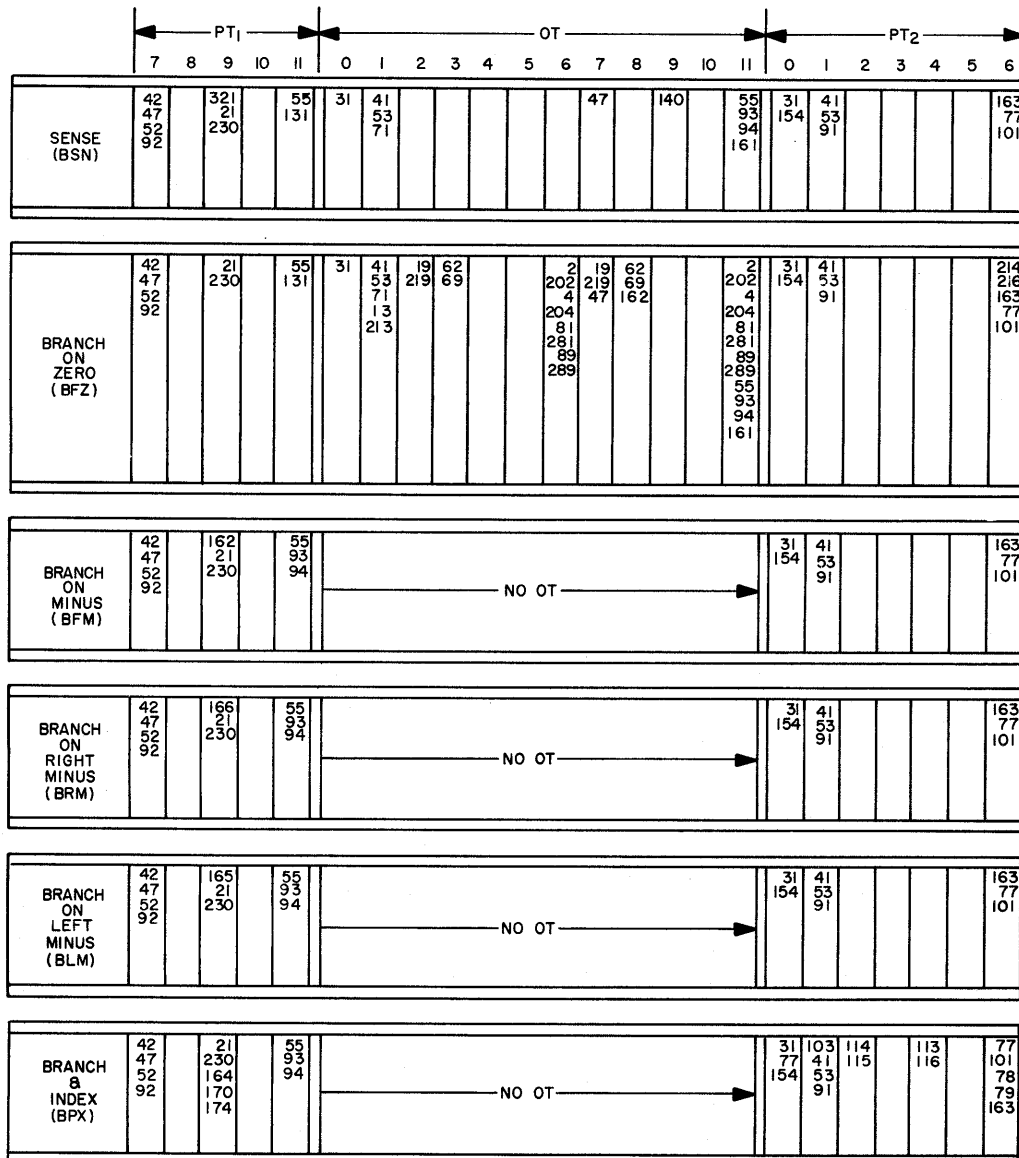 PT1 OT PT2
7 8 9 10 11 0 1 2 3 4 5 6 7 8 9 10 11 0 1 2 3 4 5 6
SENSE
(BSN)
42 321 55 31 41 47 140 55 31 41 163
47 21 131 53 93 154 53 77
52 230 71 94 91 101
92 161
BRANCH
ON
ZERO
(BFZ)
42 21 55 31 41 19 62 2 19 62 2 31 41 214
47 230 131 53 219 69 202 219 69 202 154 53 216
52 71 4 47 162 4 91 163
92 13 204 204 77
213 81 81 101
281 281
89 89
289 289
55
93
94
161
BRANCH
ON
MINUS
(BFM)
42 162 55 31 41 163
47 21 93 154 53 77
52 230 94 91 101
92
NO OT
BRANCH
ON
RIGHT
MINUS
(BRM)
42 166 55 31 41 163
47 21 93 154 53 77
52 230 94 91 101
92
NO OT
BRANCH
ON
LEFT
MINUS
(BLM)
42 165 55 31 41 163
47 21 93 154 53 77
52 230 94 91 101
92
NO OT
BRANCH
&
INDEX
(BPX)
42 21 55 31 103 114 113 77
47 230 93 77 41 115 116 101
52 164 94 154 53 78
92 170 91 79
174 163
NO OT